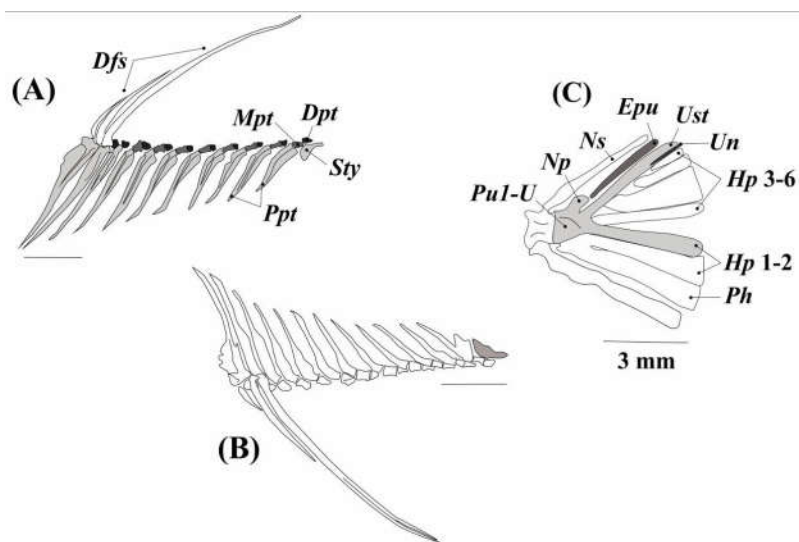 (A)
Dfs
Mpt
Dpt
Sty
Ppt
(B)
(C)
Epu
Ust
Ns
Un
Np
Hp 3-6
Pu1-U
Hp 1-2
Ph
3 mm